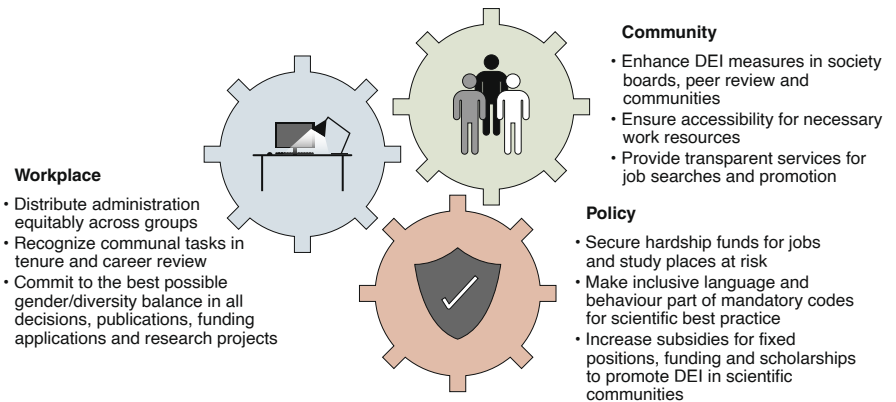 Community
• Enhance DEI measures in society
boards, peer review and
communities
• Ensure accessibility for necessary
work resources
• Provide transparent services for
job searches and promotion
Workplace
• Distribute administration
equitably across groups
• Recognize communal tasks in
tenure and career review
• Commit to the best possible
gender/diversity balance in all
decisions, publications, funding
applications and research projects
Policy
• Secure hardship funds for jobs
and study places at risk
• Make inclusive language and
behaviour part of mandatory codes
for scientific best practice
• Increase subsidies for fixed
positions, funding and scholarships
to promote DEI in scientific
communities